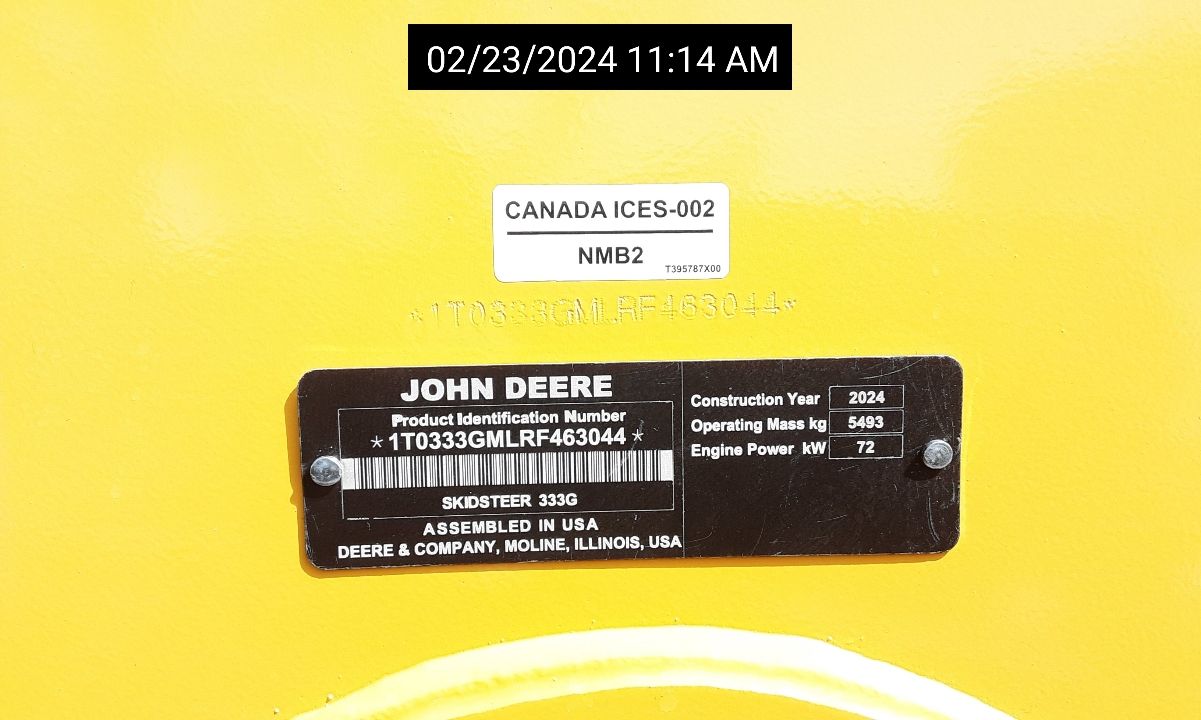 02/23/2024 11:14 AM
CANADA ICES-002
NMB2
T395787X00
*1T0333GMLRF463044*
JOHN DEERE
Product Identification Number
*1T0333GMLRF463044*
SKIDSTEER 333G
ASSEMBLED IN USA
DEERE & COMPANY, MOLINE, ILLINOIS, USA
Construction Year 2024
Operating Mass kg 5493
Engine Power kW 72